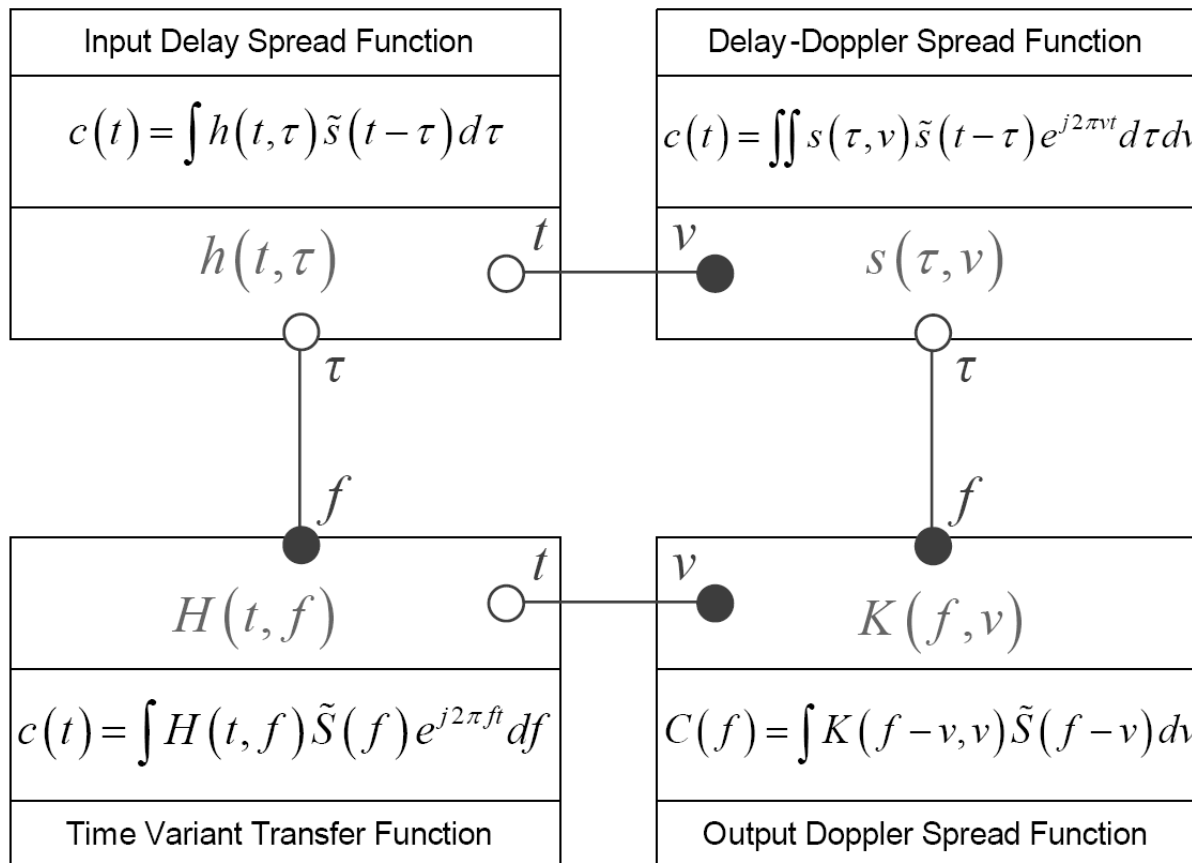 Input Delay Spread Function
c(t) = ∫ h(t,τ) s̃(t−τ) dτ
h(t,τ)
t
τ
Delay-Doppler Spread Function
c(t) = ∬ s(τ,v) s̃(t−τ) e^{j2πvt} dτ dv
v
s(τ,v)
τ
f
H(t,f)
t
c(t) = ∫ H(t,f) S̃(f) e^{j2πft} df
Time Variant Transfer Function
f
v
K(f,v)
C(f) = ∫ K(f−v,v) S̃(f−v) dv
Output Doppler Spread Function